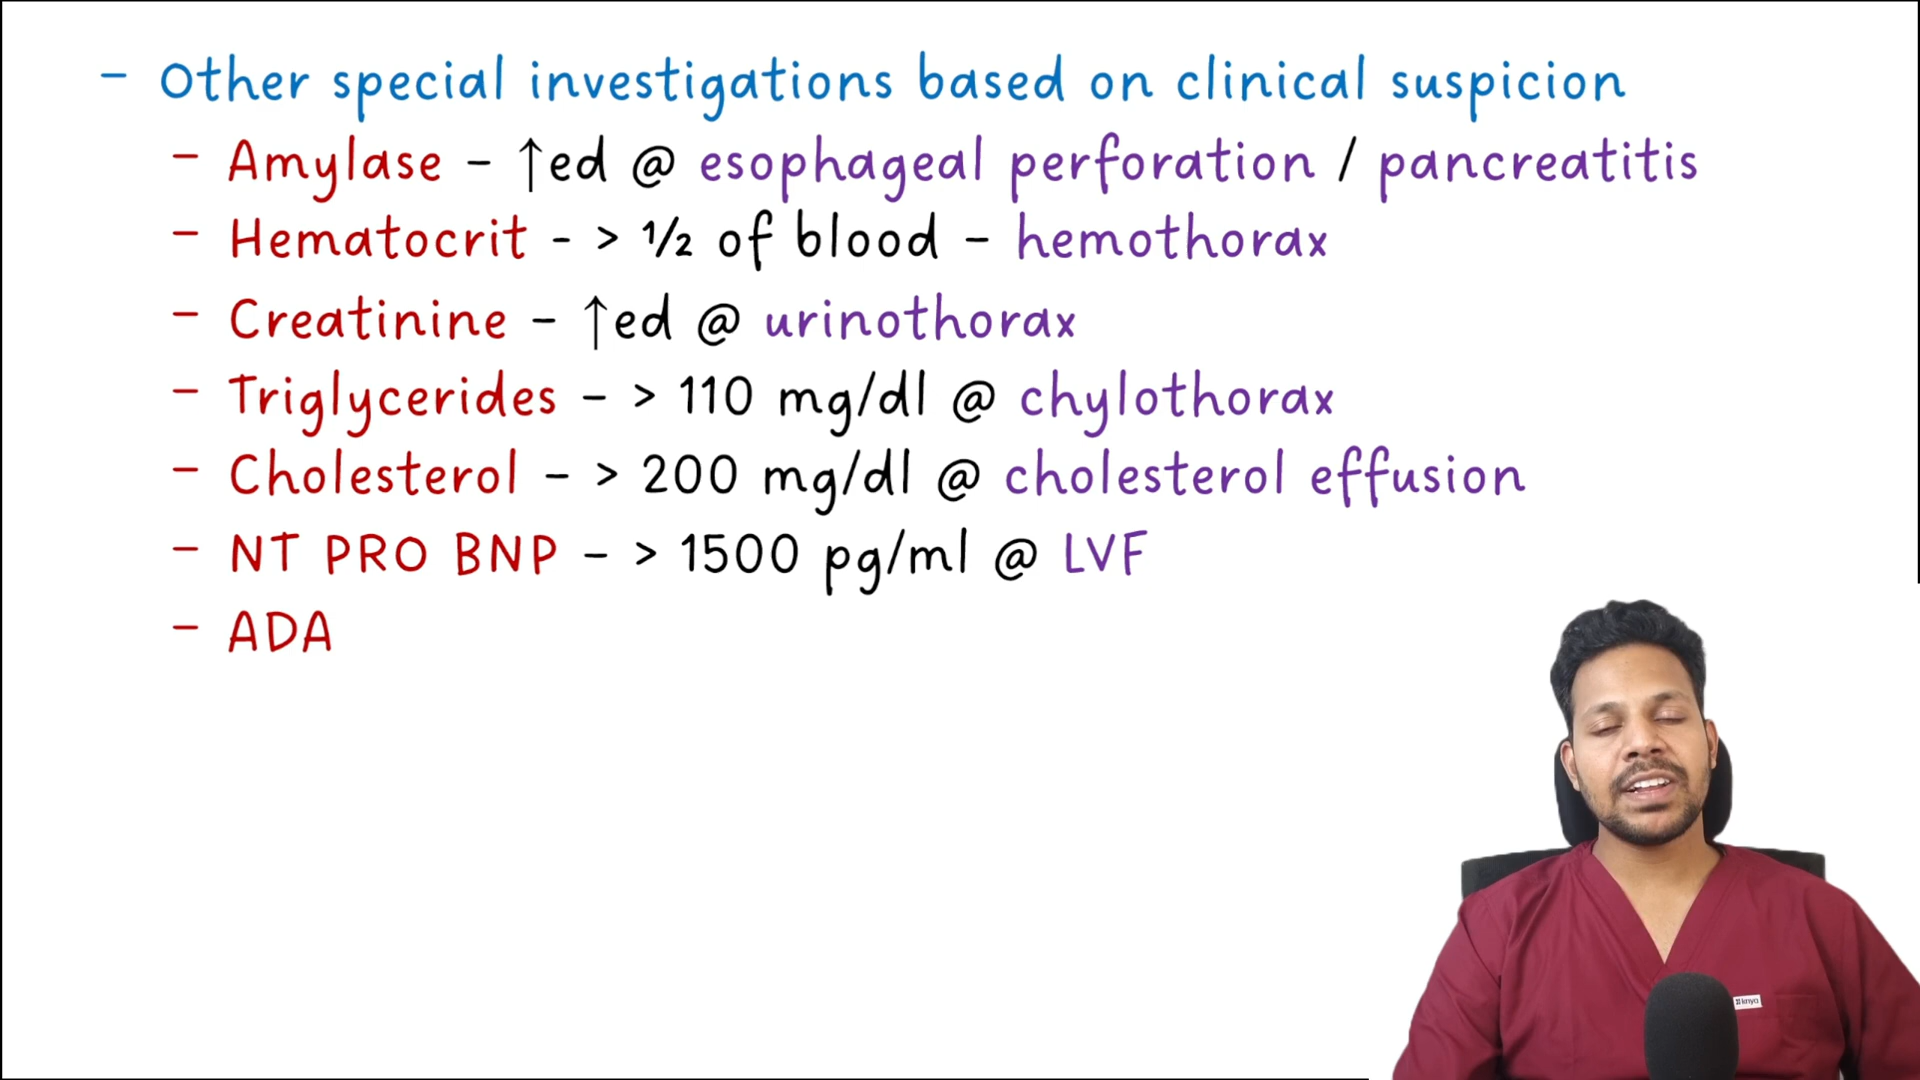 - Other special investigations based on clinical suspicion
- Amylase - ↑ed @ esophageal perforation / pancreatitis
- Hematocrit - > ½ of blood - hemothorax
- Creatinine - ↑ed @ urinothorax
- Triglycerides - > 110 mg/dl @ chylothorax
- Cholesterol - > 200 mg/dl @ cholesterol effusion
- NT PRO BNP - > 1500 pg/ml @ LVF
- ADA
knya